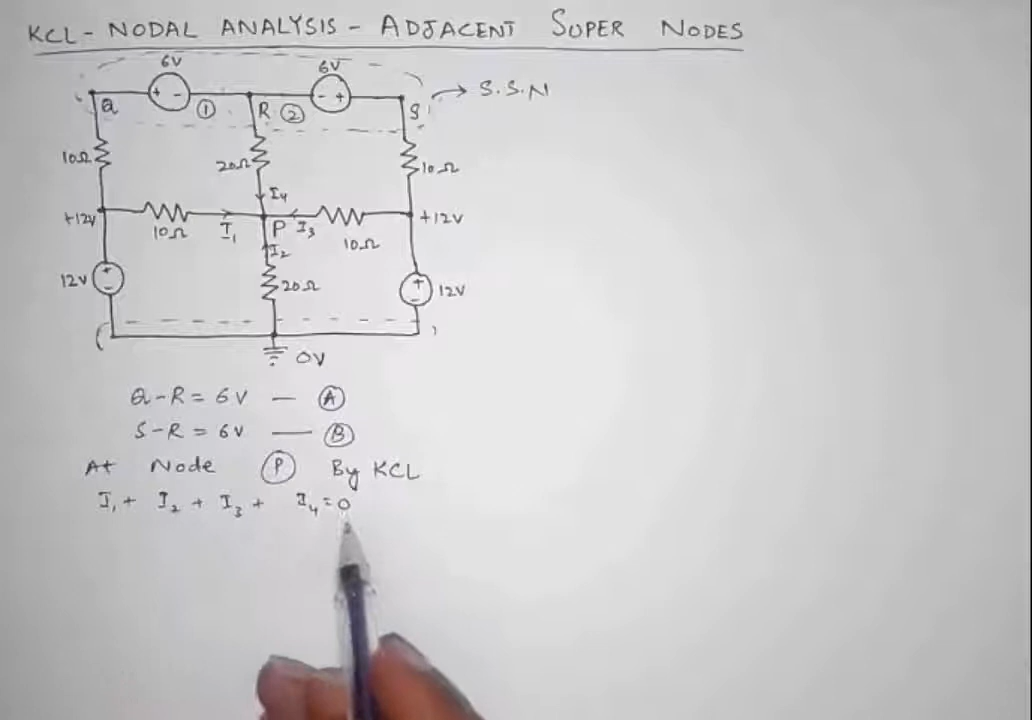 KCL - NODAL ANALYSIS - ADJACENT SUPER NODES
6V 6V
+ - - + → S.S.N
Q ① R ② S
10Ω 20Ω 10Ω
I4
+12V P I3 +12V
10Ω I1 10Ω
I2
12V + - 20Ω + - 12V
0V
Q - R = 6V — Ⓐ
S - R = 6V — Ⓑ
At Node Ⓟ By KCL
I1 + I2 + I3 + I4 = 0